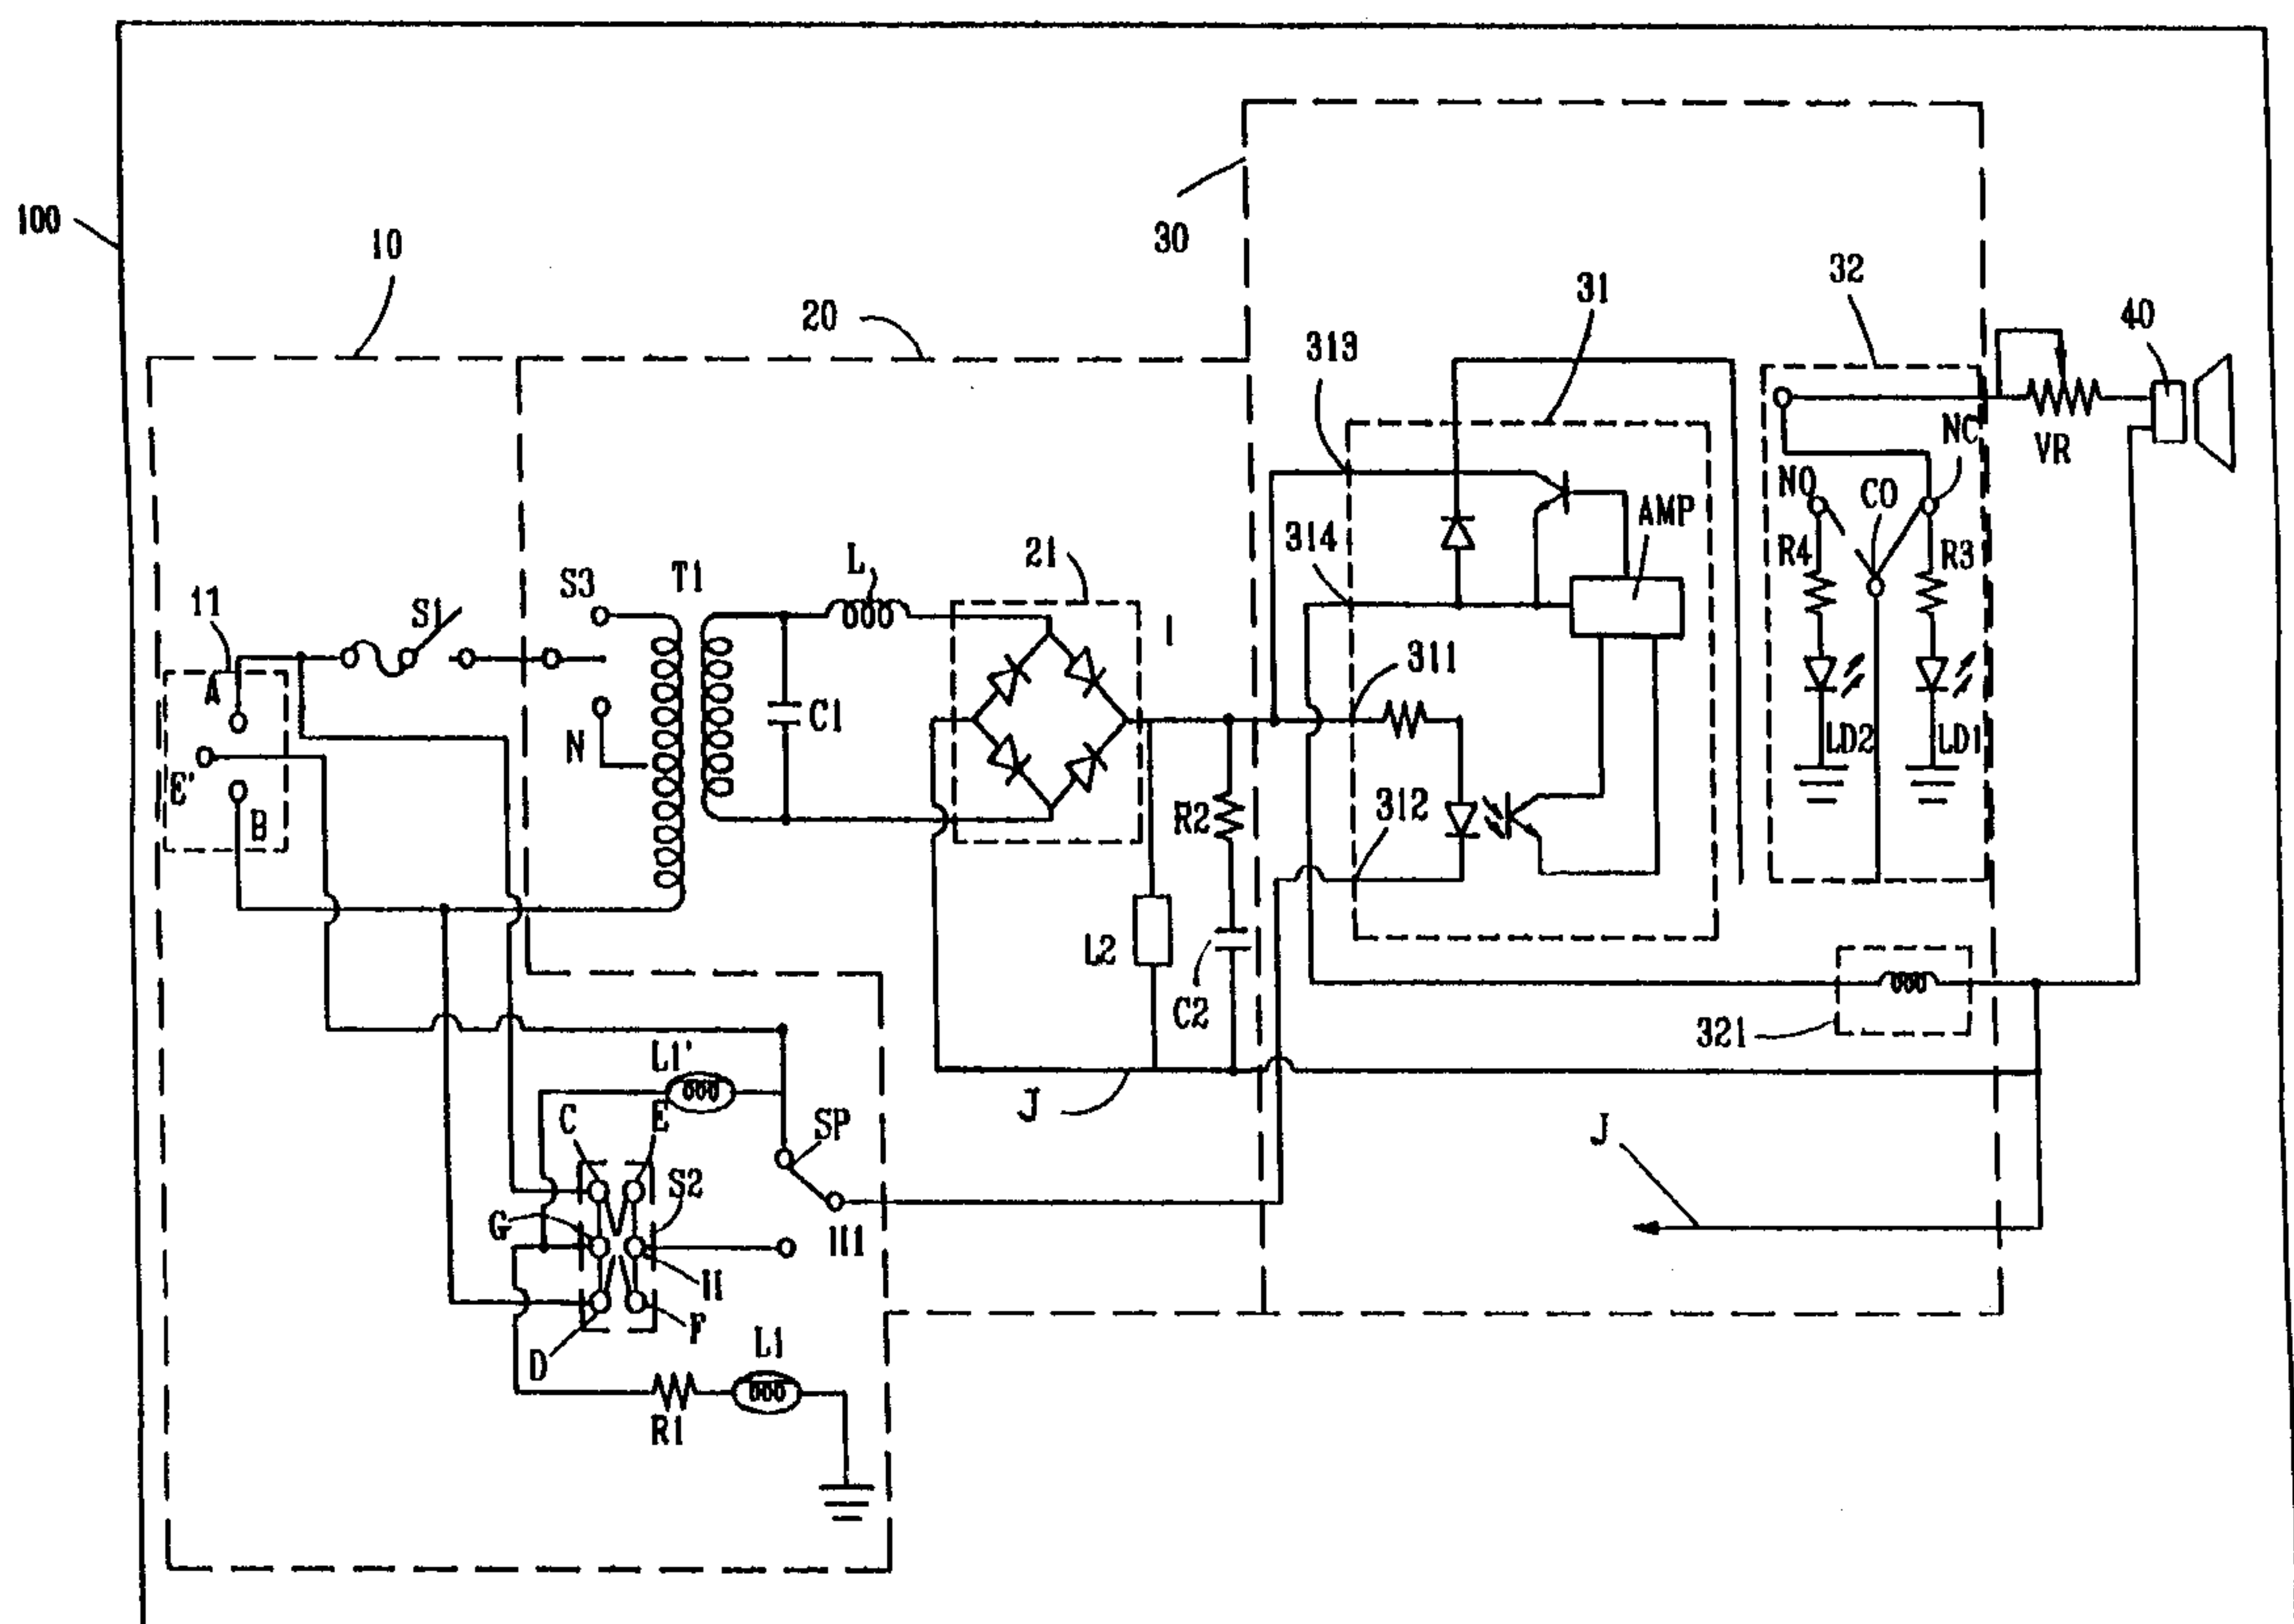 100
10
20
30
31
32
40
313
314
311
312
321
11
A
E'
B
S1
S3
T1
N
L
C1
21
I
R2
L2
C2
AMP
NO
CO
NC
R4
R3
LD2
LD1
VR
L1'
C
E
SP
S2
G
H
H1
D
F
L1
R1
J
J